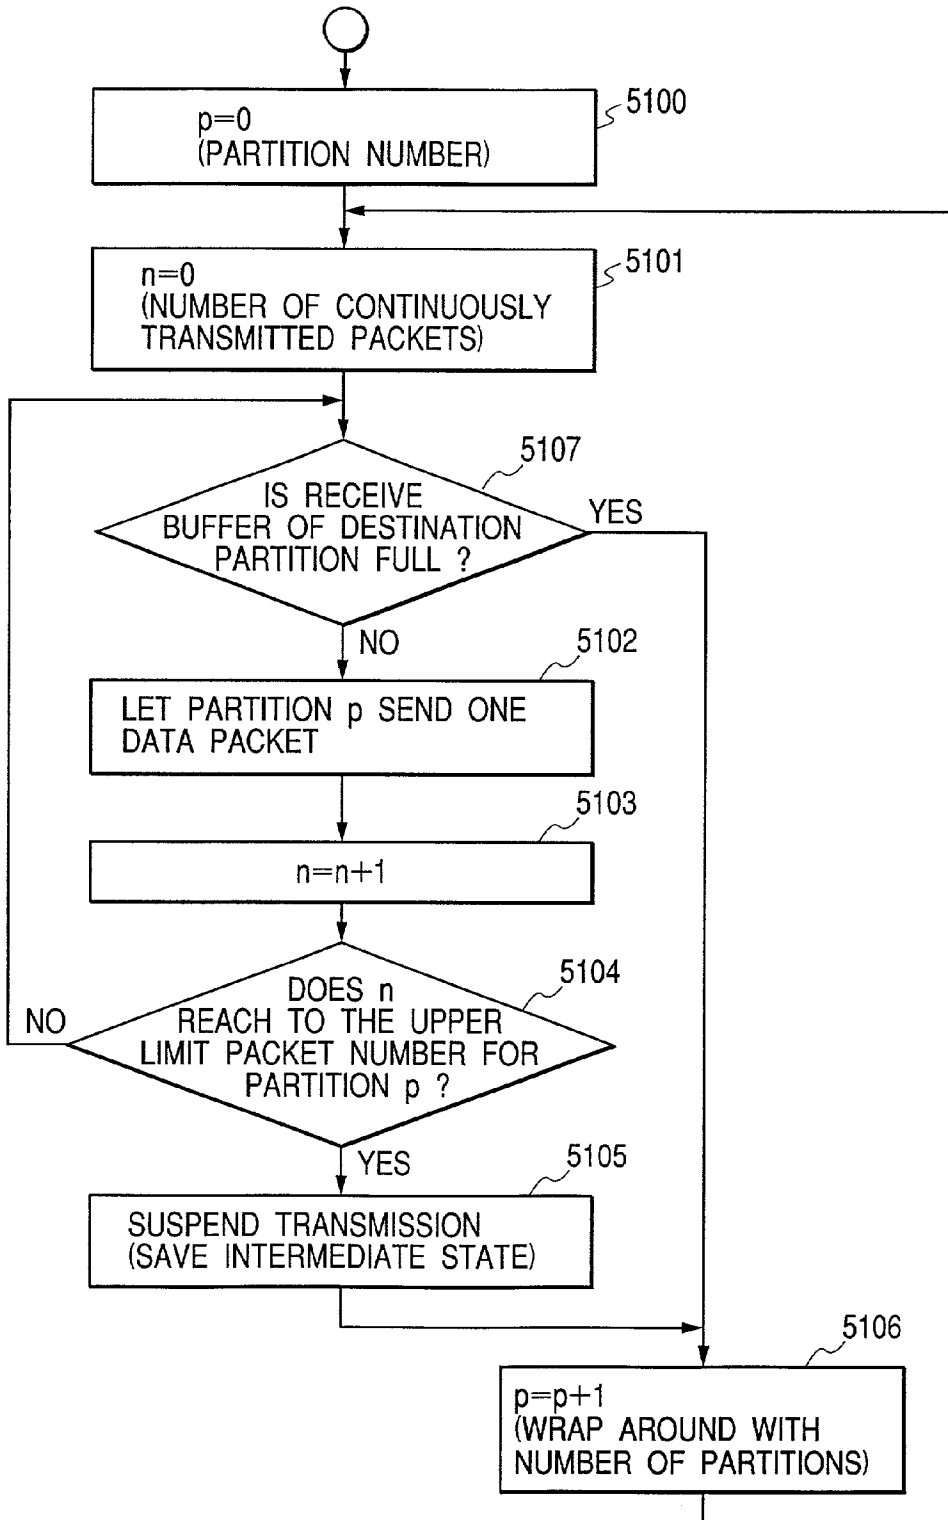 5100
p=0
(PARTITION NUMBER)
5101
n=0
(NUMBER OF CONTINUOUSLY
TRANSMITTED PACKETS)
5107
IS RECEIVE
BUFFER OF DESTINATION
PARTITION FULL ?
YES
NO
5102
LET PARTITION p SEND ONE
DATA PACKET
5103
n=n+1
5104
DOES n
REACH TO THE UPPER
LIMIT PACKET NUMBER FOR
PARTITION p ?
NO
YES
5105
SUSPEND TRANSMISSION
(SAVE INTERMEDIATE STATE)
5106
p=p+1
(WRAP AROUND WITH
NUMBER OF PARTITIONS)